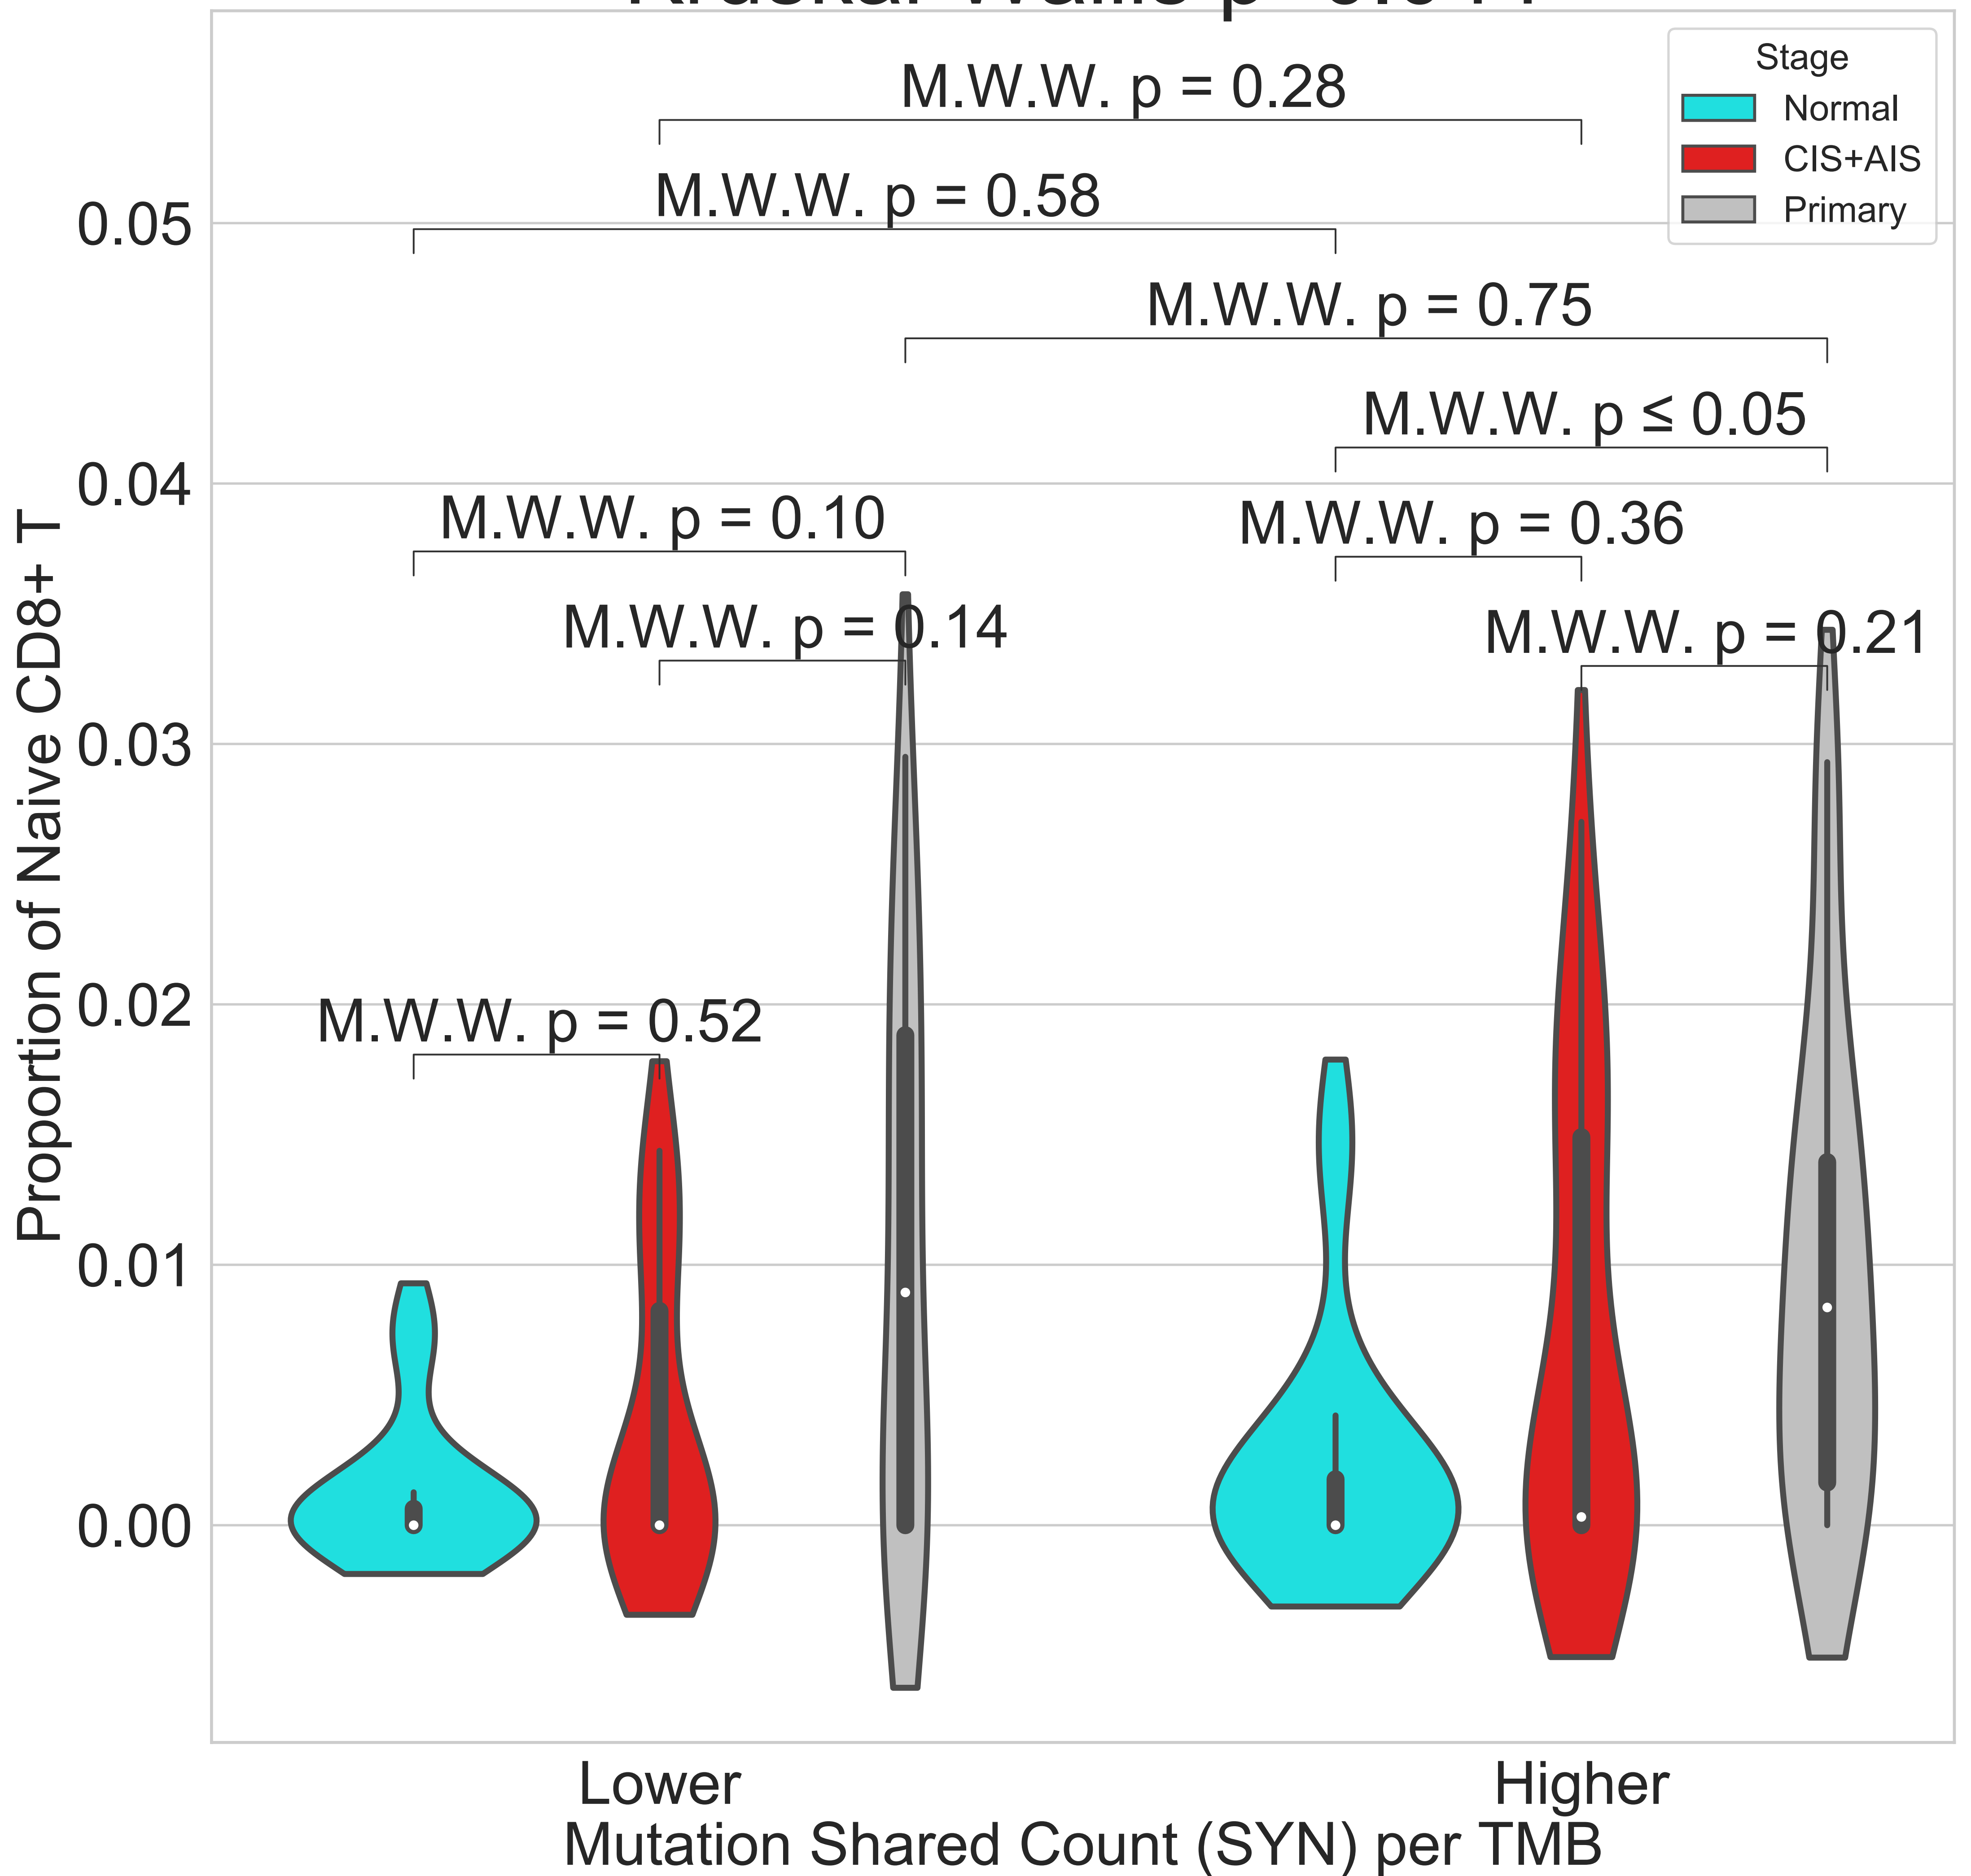 Stage
Normal
CIS+AIS
Primary
M.W.W. p = 0.28
M.W.W. p = 0.58
M.W.W. p = 0.75
M.W.W. p ≤ 0.05
M.W.W. p = 0.10
M.W.W. p = 0.36
M.W.W. p = 0.14
M.W.W. p = 0.21
M.W.W. p = 0.52
0.05
0.04
0.03
0.02
0.01
0.00
Proportion of Naive CD8+ T
Lower
Higher
Mutation Shared Count (SYN) per TMB